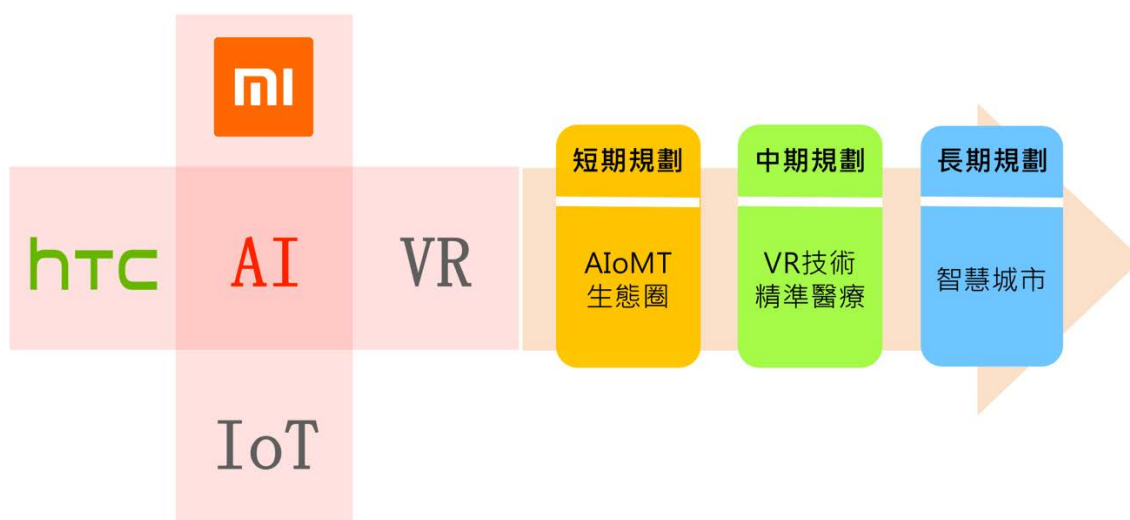 mi
hTC
AI
VR
IoT
短期規劃
AIoMT
生態圈
中期規劃
VR技術
精準醫療
長期規劃
智慧城市